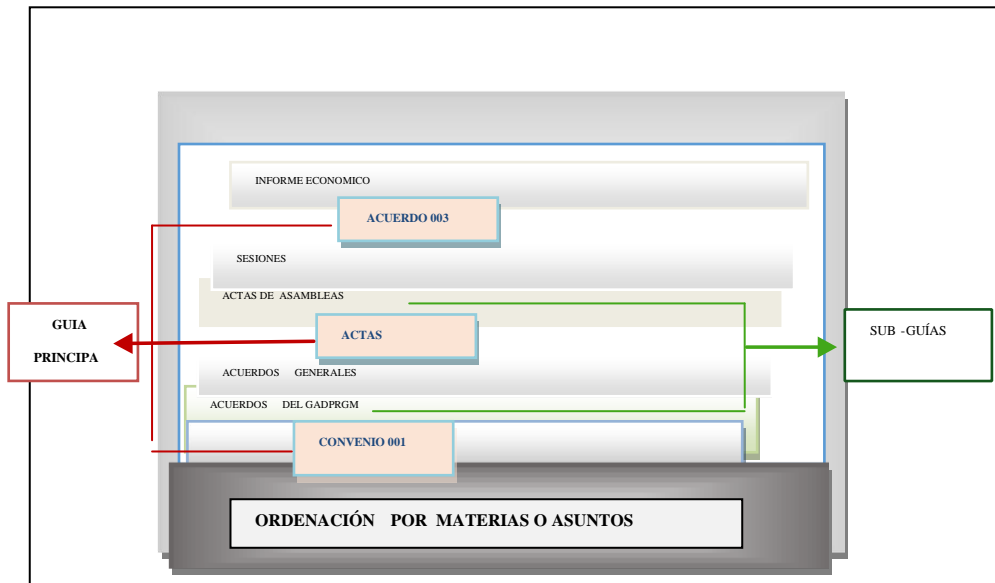 INFORME ECONOMICO
ACUERDO 003
SESIONES
ACTAS DE ASAMBLEAS
GUIA
PRINCIPA
ACTAS
SUB -GUÍAS
ACUERDOS GENERALES
ACUERDOS DEL GADPRGM
CONVENIO 001
ORDENACIÓN POR MATERIAS O ASUNTOS